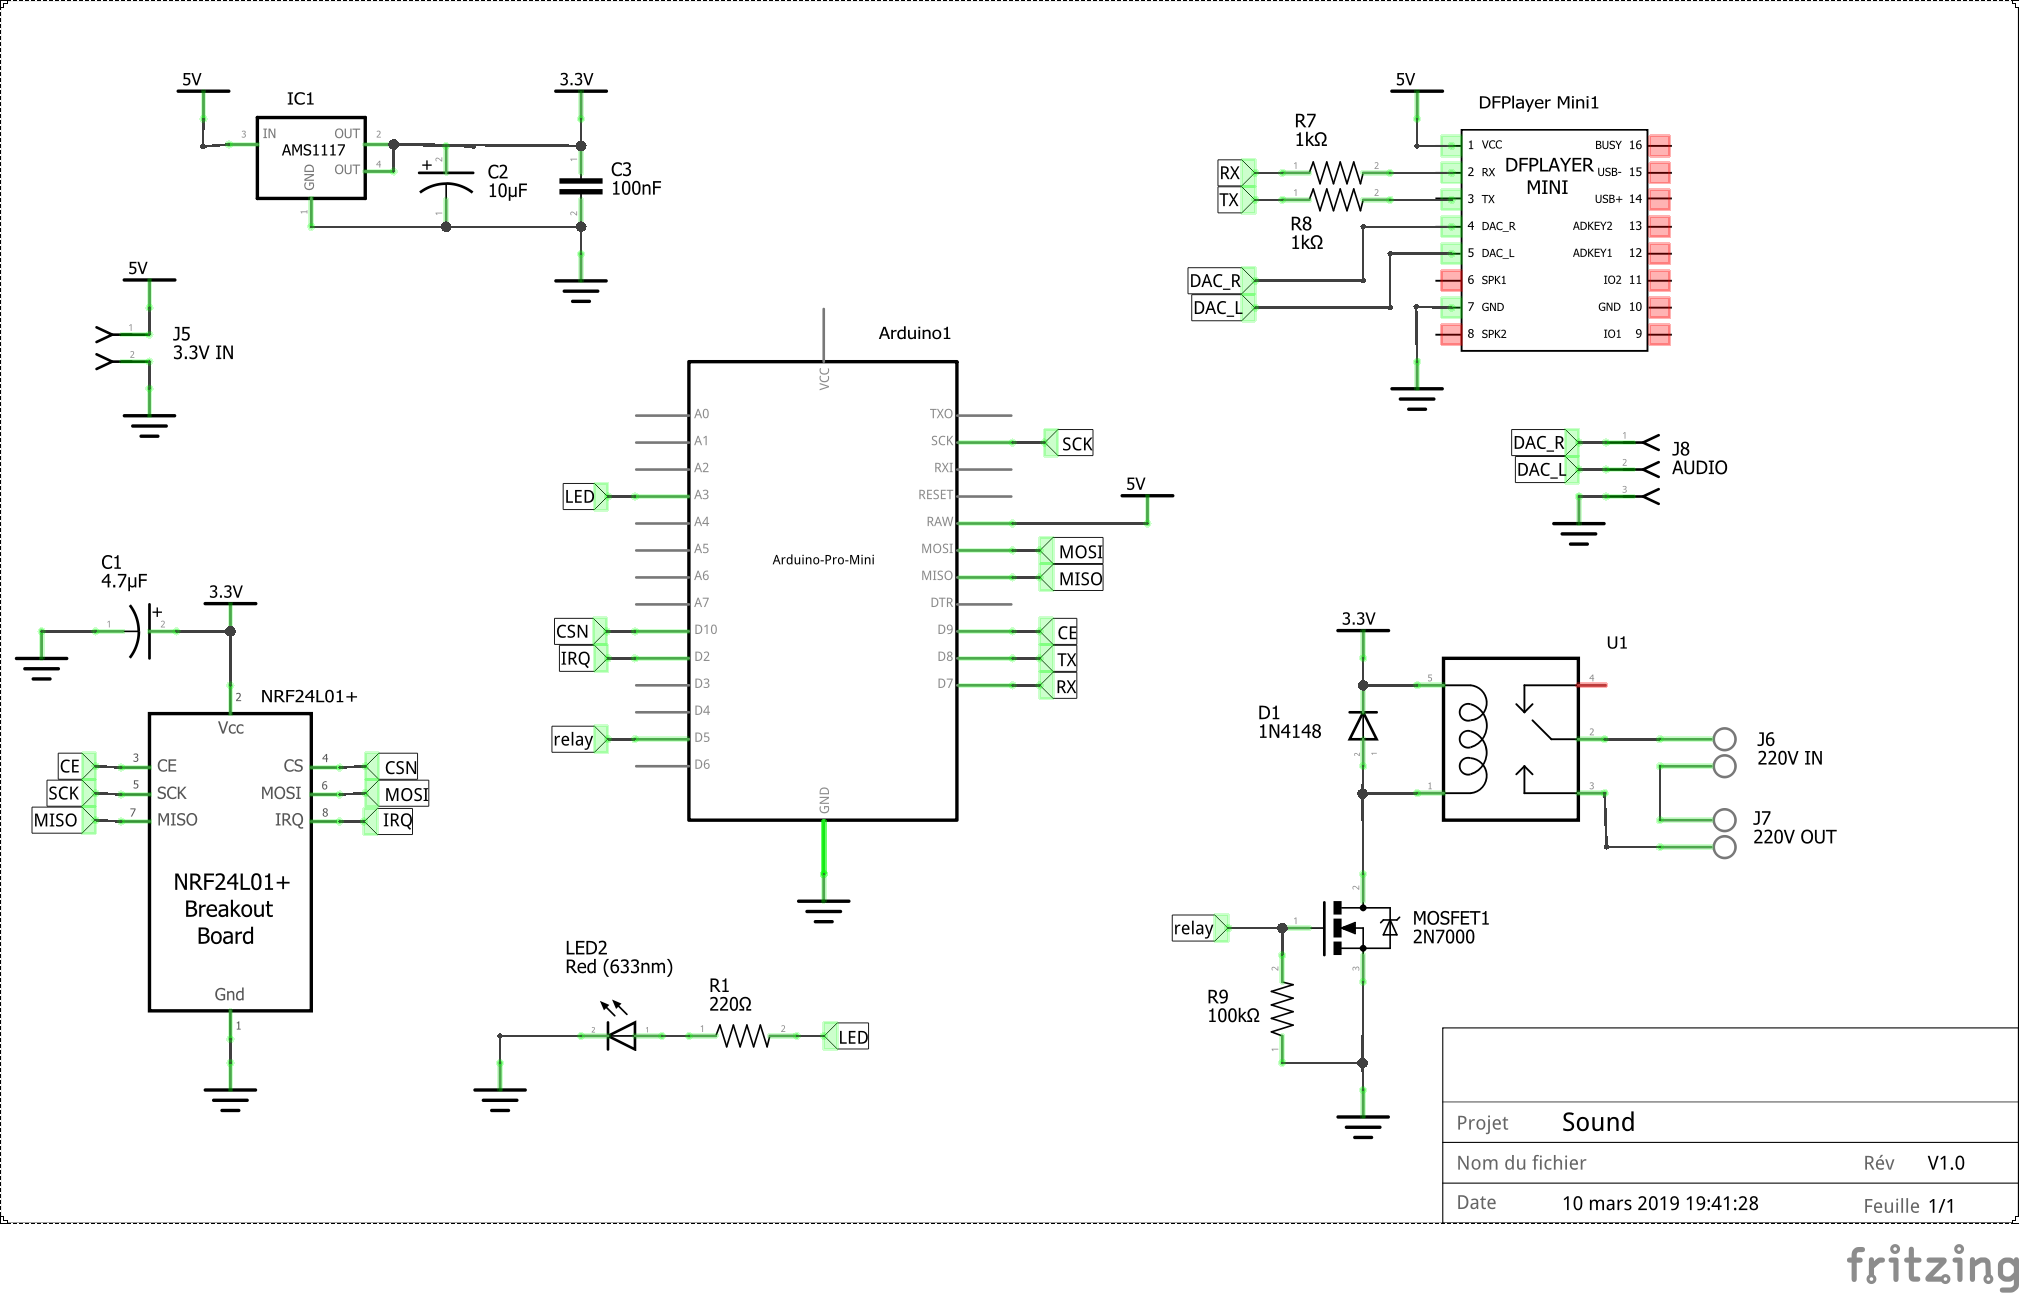 5V
IC1
3
IN
OUT
2
AMS1117
OUT
4
GND
1
+
2
1
C2
10µF
3.3V
1
2
C3
100nF
5V
1
2
J5
3.3V IN
C1
4.7µF
1
+
2
3.3V
2
NRF24L01+
Vcc
CE
3
CE
CS
4
CSN
SCK
5
SCK
MOSI
6
MOSI
MISO
7
MISO
IRQ
8
IRQ
NRF24L01+
Breakout
Board
Gnd
1
Arduino1
VCC
A0
TXO
A1
SCK
SCK
A2
RXI
LED
A3
RESET
5V
A4
RAW
A5
MOSI
MOSI
Arduino-Pro-Mini
A6
MISO
MISO
A7
DTR
CSN
D10
D9
CE
IRQ
D2
D8
TX
D3
D7
RX
D4
relay
D5
D6
GND
LED2
Red (633nm)
2
1
R1
220Ω
1
2
LED
5V
DFPlayer Mini1
R7
1kΩ
RX
1
2
TX
1
2
R8
1kΩ
DAC_R
DAC_L
DFPLAYER
MINI
1 VCC
BUSY 16
2 RX
USB- 15
3 TX
USB+ 14
4 DAC_R
ADKEY2 13
5 DAC_L
ADKEY1 12
6 SPK1
IO2 11
7 GND
GND 10
8 SPK2
IO1 9
DAC_R
1
DAC_L
2
3
J8
AUDIO
3.3V
U1
5
4
D1
1N4148
2
1
2
1
3
J6
220V IN
J7
220V OUT
2
relay
1
MOSFET1
2N7000
3
2
R9
100kΩ
1
Projet Sound
Nom du fichier Rév V1.0
Date 10 mars 2019 19:41:28 Feuille 1/1
fritzing